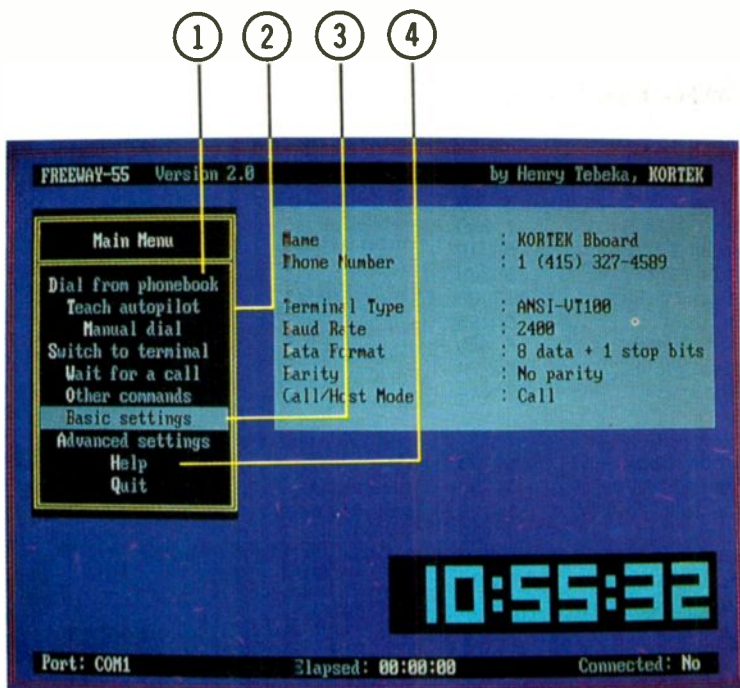 1 2 3 4
FREEWAY-55 Version 2.0 by Henry Tebeka, KORTEK
Main Menu
Dial from phonebook
Teach autopilot
Manual dial
Switch to terminal
Wait for a call
Other commands
Basic settings
Advanced settings
Help
Quit
Name : KORTEK Bboard
Phone Number : 1 (415) 327-4589
Terminal Type : ANSI-VT100
Baud Rate : 2400
Data Format : 8 data + 1 stop bits
Parity : No parity
Call/Host Mode : Call
10:55:32
Port: COM1 Elapsed: 00:00:00 Connected: No